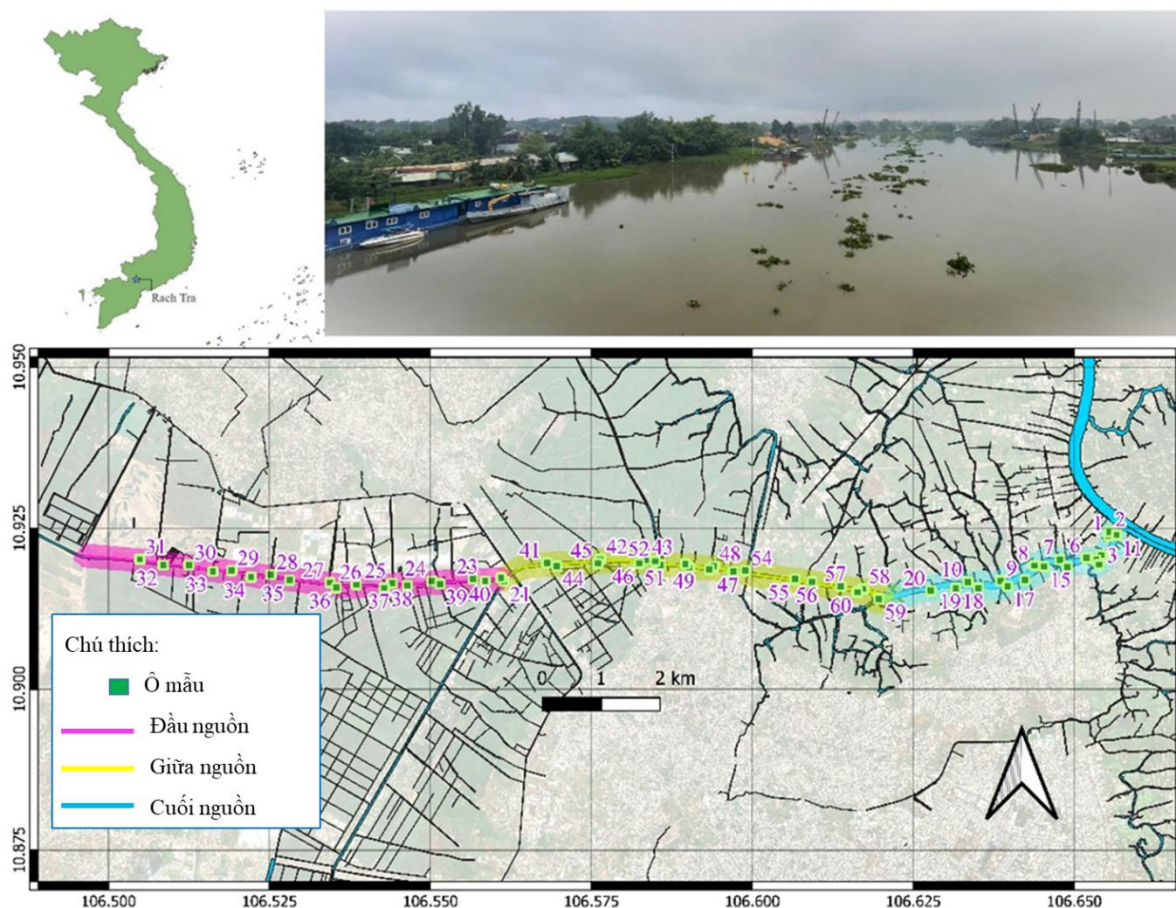 Rach Tra
10.950
10.925
10.900
10.875
31 30 29 28 27 26 25 24 23 41 45 42 52 43 48 54 57 58 20 10 8 7 6 1 2
32 33 34 35 36 37 38 39 40 21 44 46 51 49 47 55 56 60 59 19 18 9 17 15 3 11
Chú thích:
Ô mẫu
Đầu nguồn
Giữa nguồn
Cuối nguồn
0 1 2 km
106.500 106.525 106.550 106.575 106.600 106.625 106.650